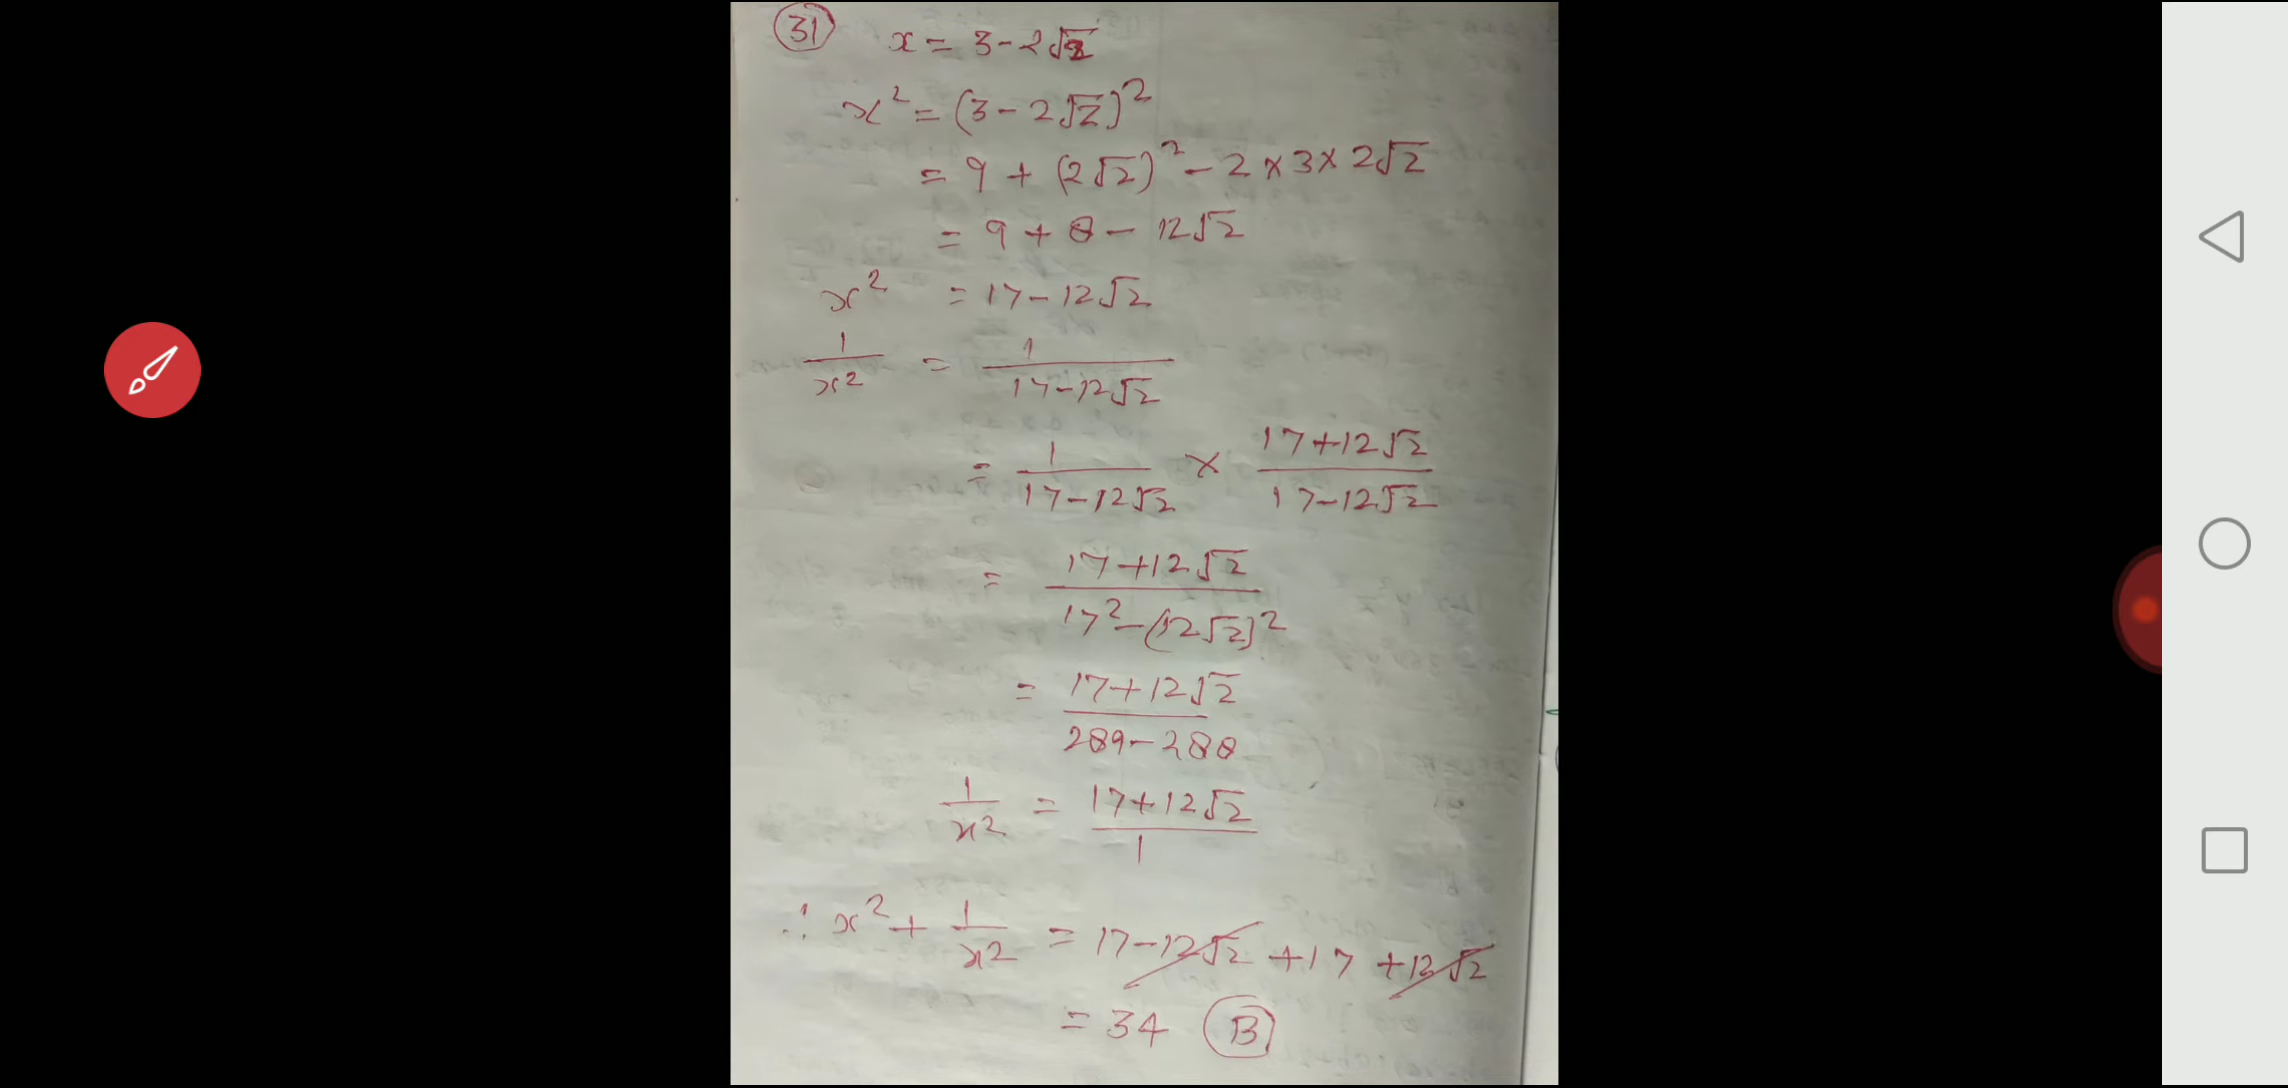 31 x = 3 - 2√2
x² = (3 - 2√2)²
= 9 + (2√2)² - 2 × 3 × 2√2
= 9 + 8 - 12√2
x² = 17 - 12√2
1/x² = 1/(17 - 12√2)
= 1/(17 - 12√2) × (17 + 12√2)/(17 - 12√2)
= (17 + 12√2)/(17² - (12√2)²)
= (17 + 12√2)/(289 - 288)
1/x² = (17 + 12√2)/1
∴ x² + 1/x² = 17 - 12√2 + 17 + 12√2
= 34 B